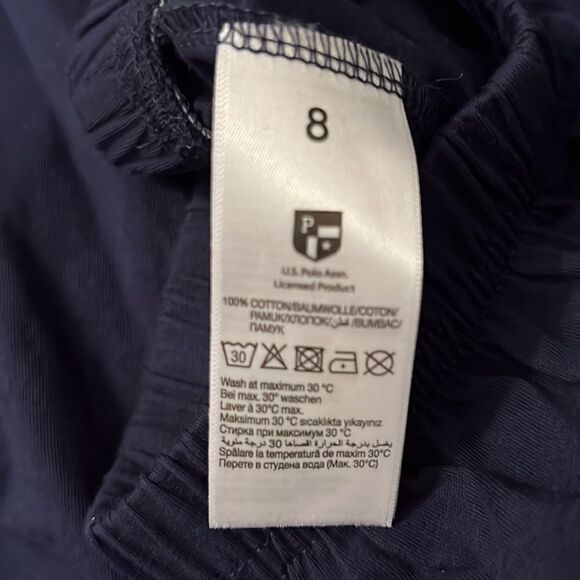 8
P
U.S. Polo Assn.
Licensed Product
100% COTTON/BAUMWOLLE/COTON/
PAMUK/ХЛОПОК/قطن/BUMBAC/
ПАМУК
30
Wash at maximum 30 °C
Bei max. 30° waschen
Laver à 30°C max.
Maksimum 30 °C sıcaklıkta yıkayınız
Стирка при максимум 30 °C
يغسل بدرجة الحرارة اقصاها 30 درجة مئوية
Spălare la temperatură de maxim 30°C
Перете в студена вода (Мак. 30°C)